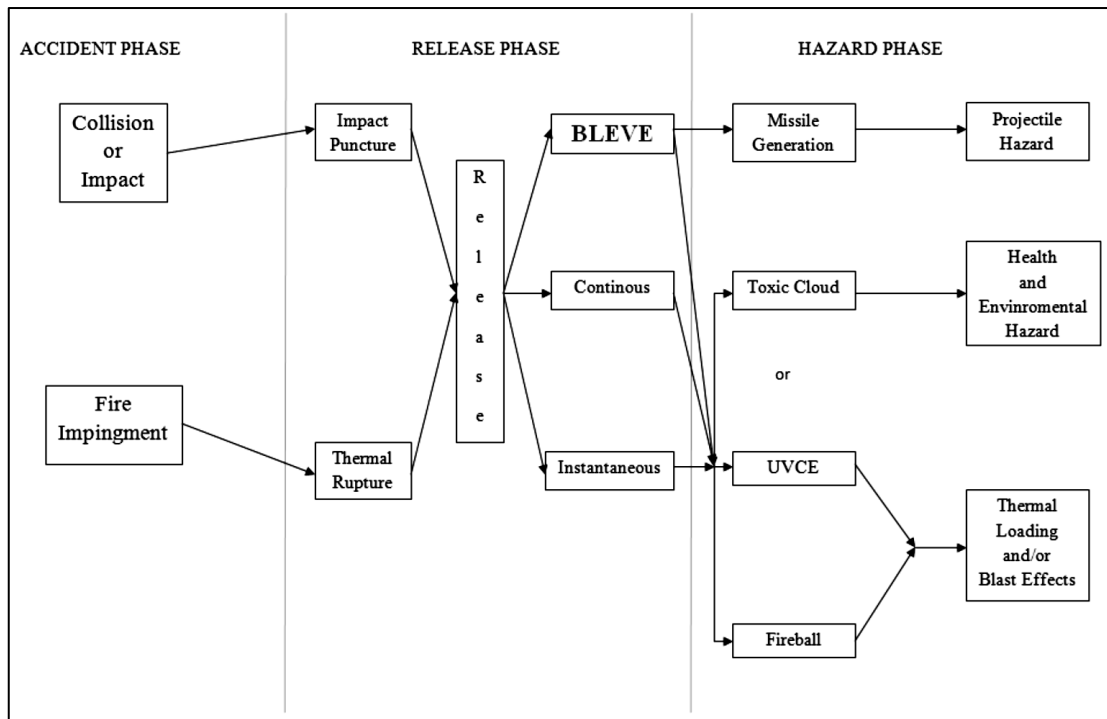 ACCIDENT PHASE
RELEASE PHASE
HAZARD PHASE
Collision
or
Impact
Impact
Puncture
BLEVE
Missile
Generation
Projectile
Hazard
R
e
l
e
a
s
e
Continous
Toxic Cloud
Health
and
Envinromental
Hazard
or
Fire
Impingment
Thermal
Rupture
Instantaneous
UVCE
Thermal
Loading
and/or
Blast Effects
Fireball